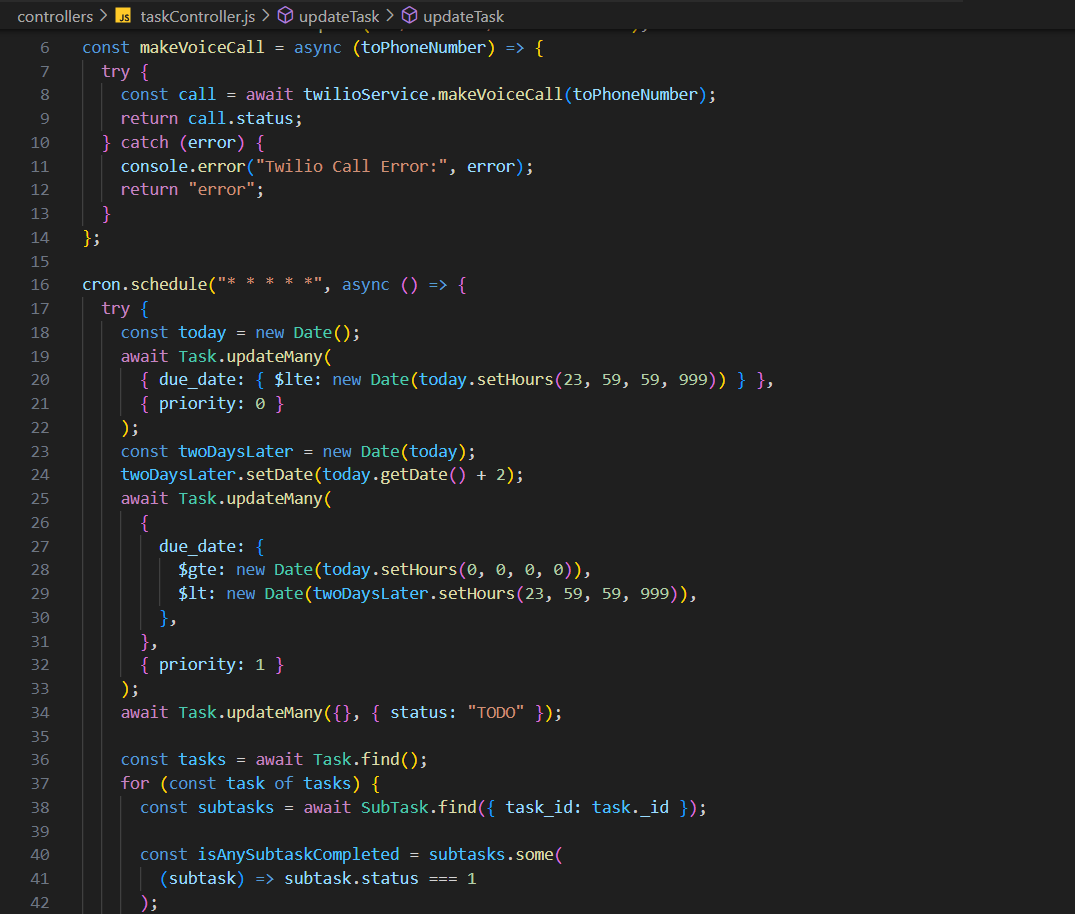 controllers > JS taskController.js > updateTask > updateTask
6 const makeVoiceCall = async (toPhoneNumber) => {
7 try {
8 const call = await twilioService.makeVoiceCall(toPhoneNumber);
9 return call.status;
10 } catch (error) {
11 console.error("Twilio Call Error:", error);
12 return "error";
13 }
14 };
15
16 cron.schedule("* * * * *", async () => {
17 try {
18 const today = new Date();
19 await Task.updateMany(
20 { due_date: { $lte: new Date(today.setHours(23, 59, 59, 999)) } },
21 { priority: 0 }
22 );
23 const twoDaysLater = new Date(today);
24 twoDaysLater.setDate(today.getDate() + 2);
25 await Task.updateMany(
26 {
27 due_date: {
28 $gte: new Date(today.setHours(0, 0, 0, 0)),
29 $lt: new Date(twoDaysLater.setHours(23, 59, 59, 999)),
30 },
31 },
32 { priority: 1 }
33 );
34 await Task.updateMany({}, { status: "TODO" });
35
36 const tasks = await Task.find();
37 for (const task of tasks) {
38 const subtasks = await SubTask.find({ task_id: task._id });
39
40 const isAnySubtaskCompleted = subtasks.some(
41 (subtask) => subtask.status === 1
42 );